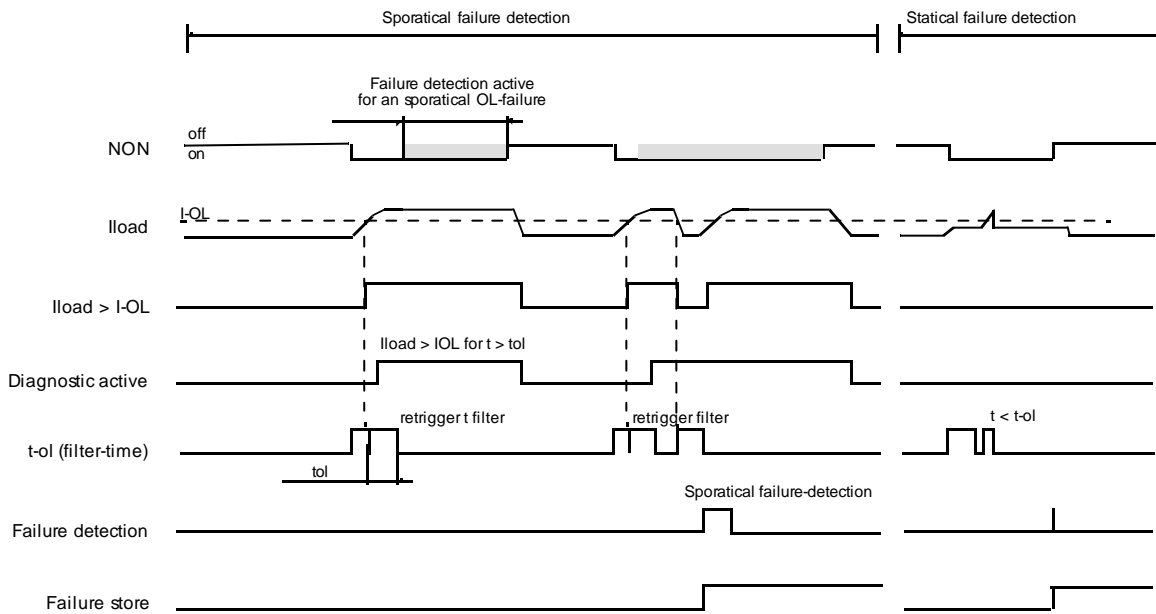 Sporatical failure detection
Statical failure detection
Failure detection active
for an sporatical OL-failure
off
NON
on
I-OL
Iload
Iload > I-OL
Iload > IOL for t > tol
Diagnostic active
retrigger t filter
retrigger filter
t < t-ol
t-ol (filter-time)
tol
Sporatical failure-detection
Failure detection
Failure store